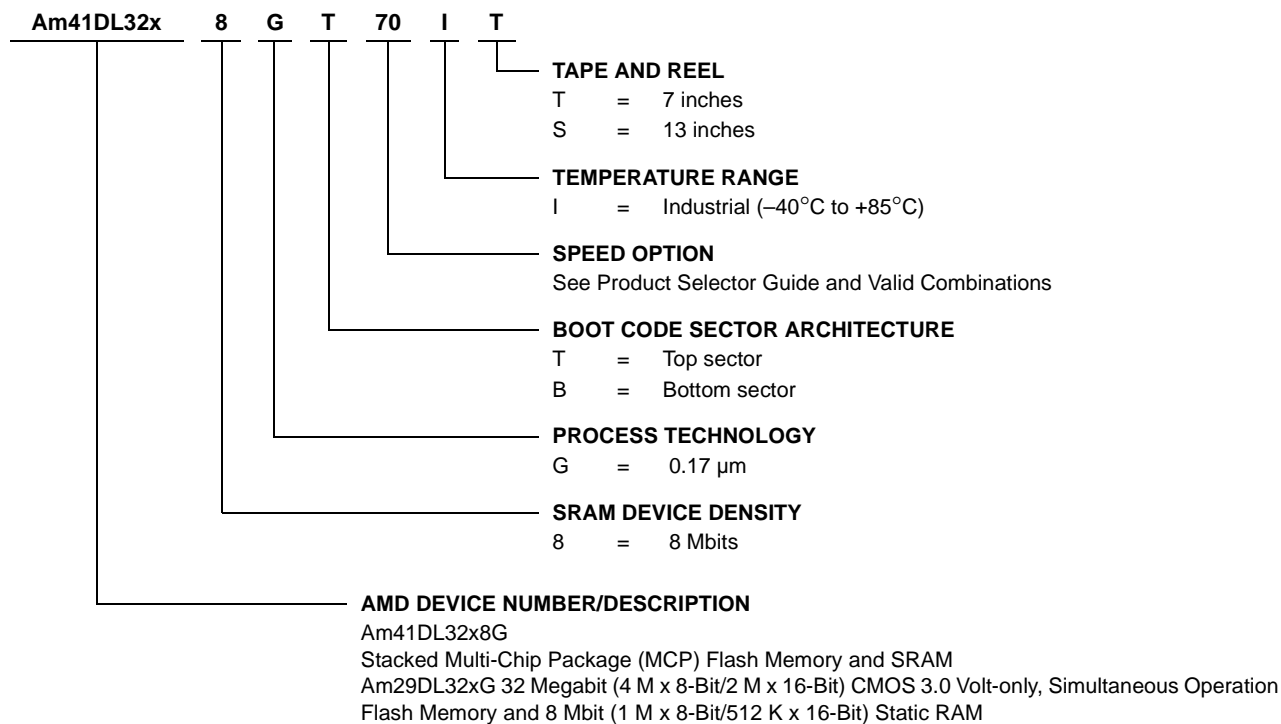 Am41DL32x 8 G T 70 I T
TAPE AND REEL
T = 7 inches
S = 13 inches
TEMPERATURE RANGE
I = Industrial (–40°C to +85°C)
SPEED OPTION
See Product Selector Guide and Valid Combinations
BOOT CODE SECTOR ARCHITECTURE
T = Top sector
B = Bottom sector
PROCESS TECHNOLOGY
G = 0.17 µm
SRAM DEVICE DENSITY
8 = 8 Mbits
AMD DEVICE NUMBER/DESCRIPTION
Am41DL32x8G
Stacked Multi-Chip Package (MCP) Flash Memory and SRAM
Am29DL32xG 32 Megabit (4 M x 8-Bit/2 M x 16-Bit) CMOS 3.0 Volt-only, Simultaneous Operation
Flash Memory and 8 Mbit (1 M x 8-Bit/512 K x 16-Bit) Static RAM